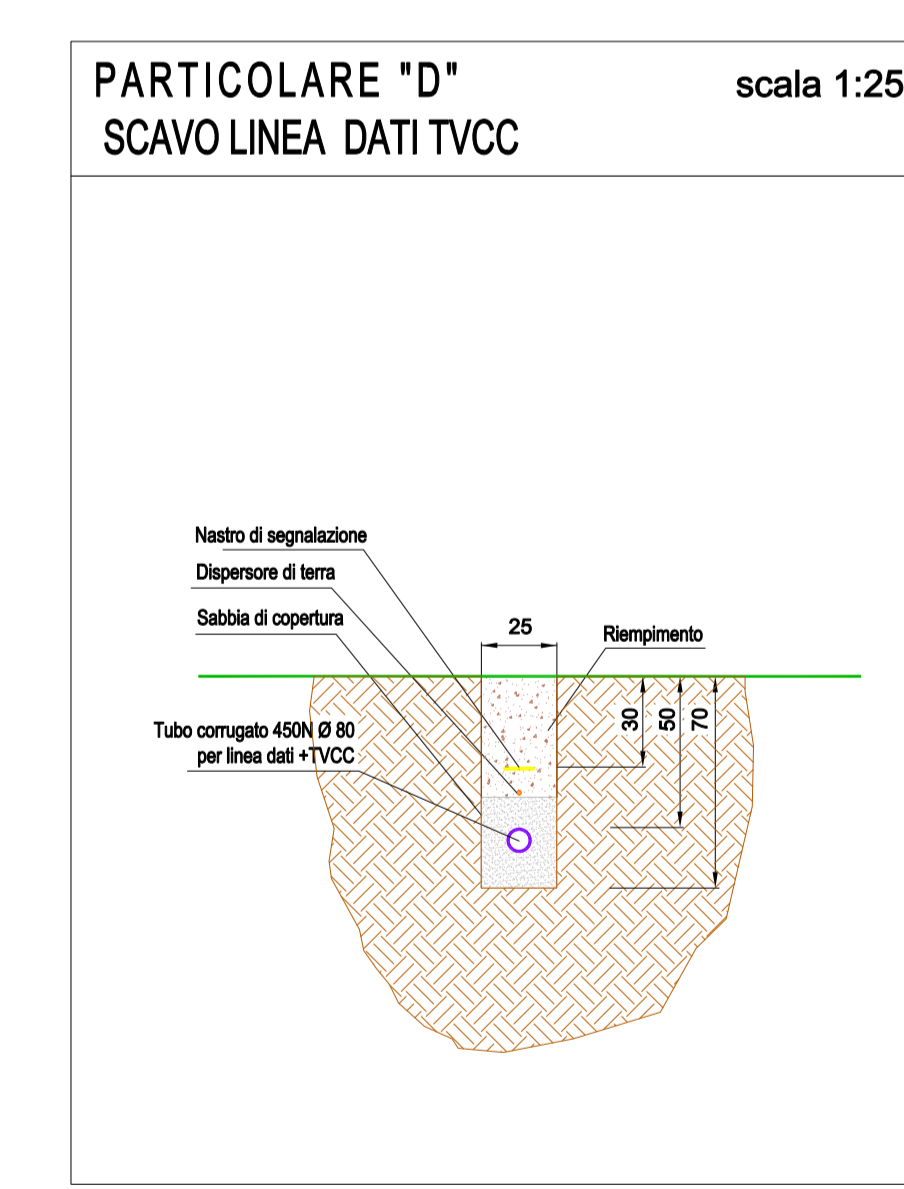 PARTICOLARE "D"
scala 1:25
SCAVO LINEA DATI TVCC
Nastro di segnalazione
Dispersore di terra
Sabbia di copertura
25
Riempimento
30
50
70
Tubo corrugato 450N Ø 80
per linea dati +TVCC